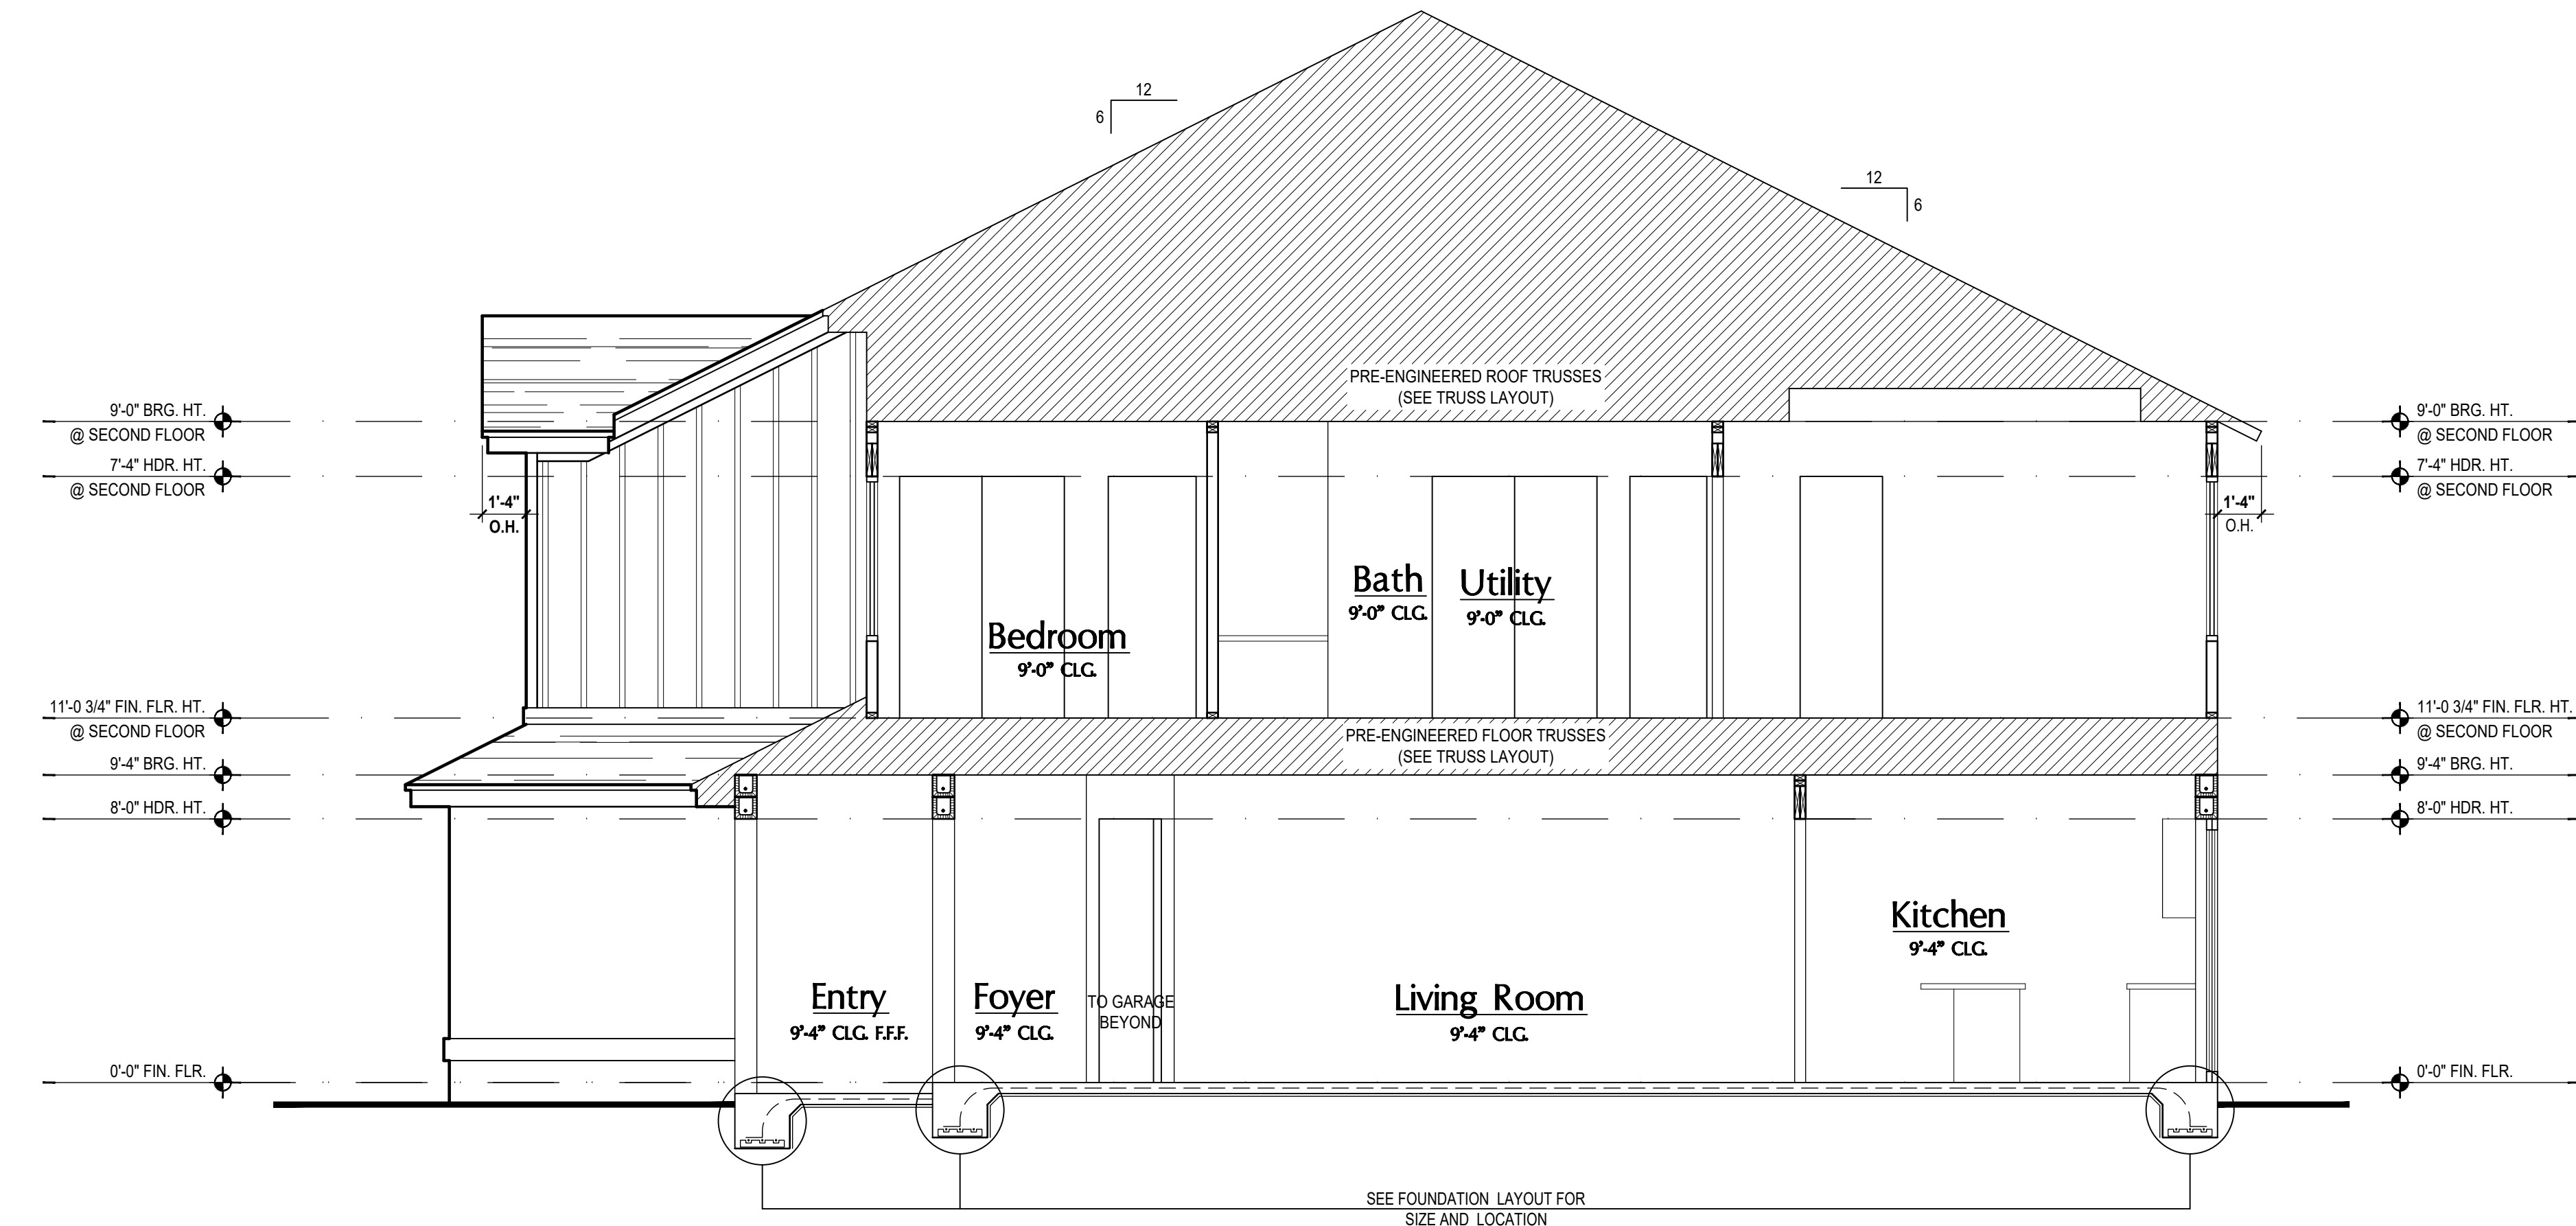 12
6
12
6
PRE-ENGINEERED ROOF TRUSSES
(SEE TRUSS LAYOUT)
9'-0" BRG. HT.
@ SECOND FLOOR
9'-0" BRG. HT.
@ SECOND FLOOR
7'-4" HDR. HT.
@ SECOND FLOOR
7'-4" HDR. HT.
@ SECOND FLOOR
1'-4"
O.H.
1'-4"
O.H.
Bath
9'-0" CLG.
Utility
9'-0" CLG.
Bedroom
9'-0" CLG.
11'-0 3/4" FIN. FLR. HT.
@ SECOND FLOOR
11'-0 3/4" FIN. FLR. HT.
@ SECOND FLOOR
PRE-ENGINEERED FLOOR TRUSSES
(SEE TRUSS LAYOUT)
9'-4" BRG. HT.
9'-4" BRG. HT.
8'-0" HDR. HT.
8'-0" HDR. HT.
Kitchen
9'-4" CLG.
Entry
9'-4" CLG. F.F.F.
Foyer
9'-4" CLG.
TO GARAGE
BEYOND
Living Room
9'-4" CLG.
0'-0" FIN. FLR.
0'-0" FIN. FLR.
SEE FOUNDATION LAYOUT FOR
SIZE AND LOCATION